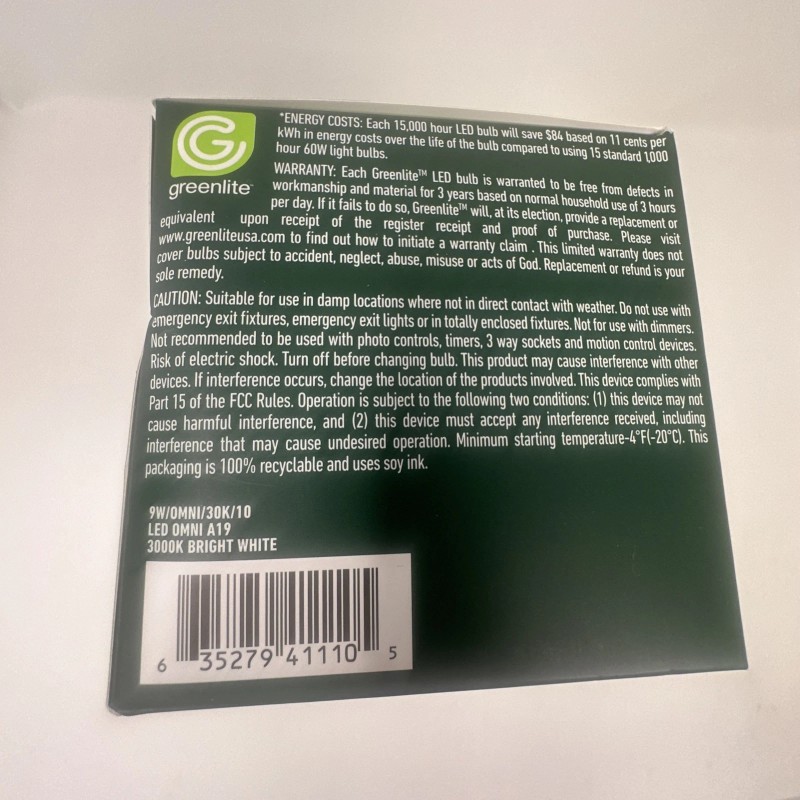 greenlite™
*ENERGY COSTS: Each 15,000 hour LED bulb will save $84 based on 11 cents per
kWh in energy costs over the life of the bulb compared to using 15 standard 1,000
hour 60W light bulbs.
WARRANTY: Each Greenlite™ LED bulb is warranted to be free from defects in
workmanship and material for 3 years based on normal household use of 3 hours
per day. If it fails to do so, Greenlite™ will, at its election, provide a replacement or
equivalent upon receipt of the register receipt and proof of purchase. Please visit
www.greenliteusa.com to find out how to initiate a warranty claim . This limited warranty does not
cover bulbs subject to accident, neglect, abuse, misuse or acts of God. Replacement or refund is your
sole remedy.
CAUTION: Suitable for use in damp locations where not in direct contact with weather. Do not use with
emergency exit fixtures, emergency exit lights or in totally enclosed fixtures. Not for use with dimmers.
Not recommended to be used with photo controls, timers, 3 way sockets and motion control devices.
Risk of electric shock. Turn off before changing bulb. This product may cause interference with other
devices. If interference occurs, change the location of the products involved. This device complies with
Part 15 of the FCC Rules. Operation is subject to the following two conditions: (1) this device may not
cause harmful interference, and (2) this device must accept any interference received, including
interference that may cause undesired operation. Minimum starting temperature-4°F(-20°C). This
packaging is 100% recyclable and uses soy ink.
9W/OMNI/30K/10
LED OMNI A19
3000K BRIGHT WHITE
6 35279 41110 5